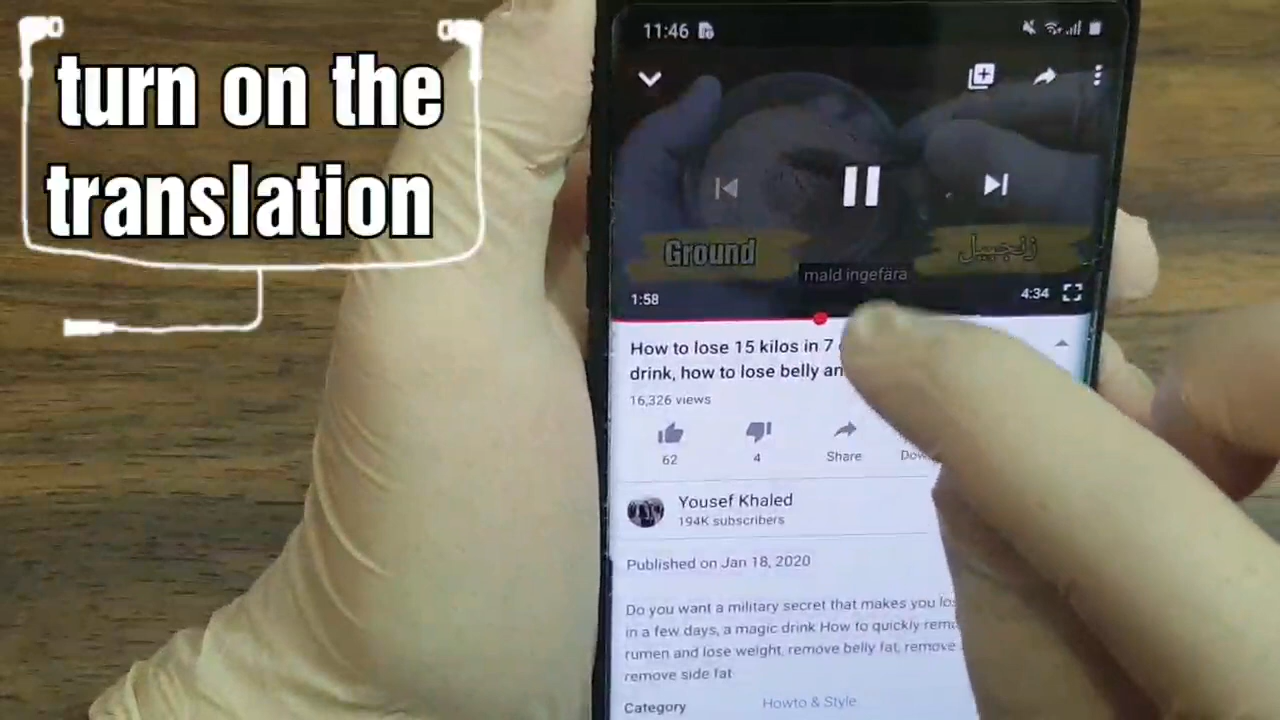 turn on the
translation
11:46
Ground
زنجبيل
mald ingefära
1:58
4:34
How to lose 15 kilos in 7
drink, how to lose belly an
16,326 views
62
4
Share
Dow
Yousef Khaled
194K subscribers
Published on Jan 18, 2020
Do you want a military secret that makes you los
in a few days, a magic drink How to quickly remo
rumen and lose weight, remove belly fat, remove
remove side fat
Category
Howto & Style